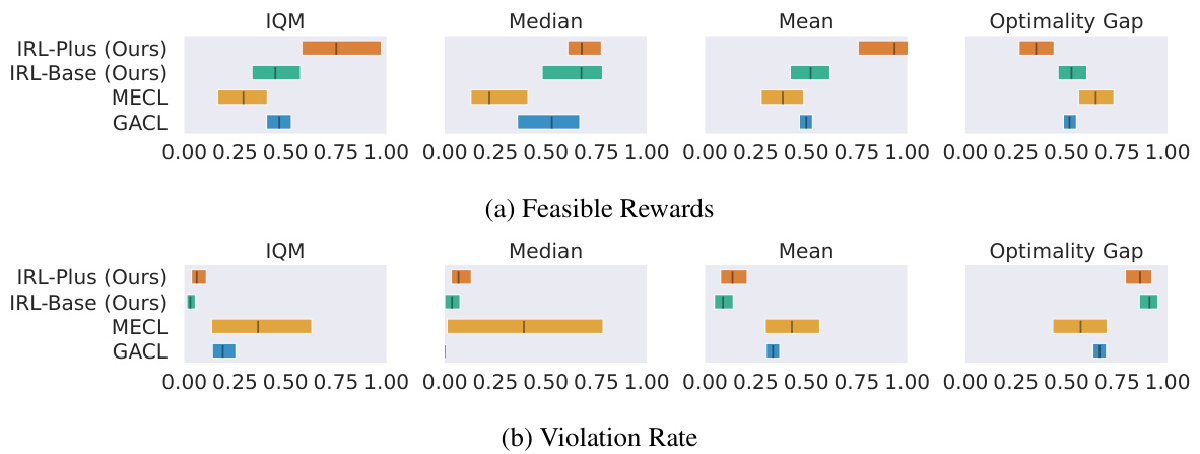 IQM Median Mean Optimality Gap
IRL-Plus (Ours)
IRL-Base (Ours)
MECL
GACL
0.00 0.25 0.50 0.75 1.00 0.00 0.25 0.50 0.75 1.00 0.00 0.25 0.50 0.75 1.00 0.00 0.25 0.50 0.75 1.00
(a) Feasible Rewards
IQM Median Mean Optimality Gap
IRL-Plus (Ours)
IRL-Base (Ours)
MECL
GACL
0.00 0.25 0.50 0.75 1.00 0.00 0.25 0.50 0.75 1.00 0.00 0.25 0.50 0.75 1.00 0.00 0.25 0.50 0.75 1.00
(b) Violation Rate